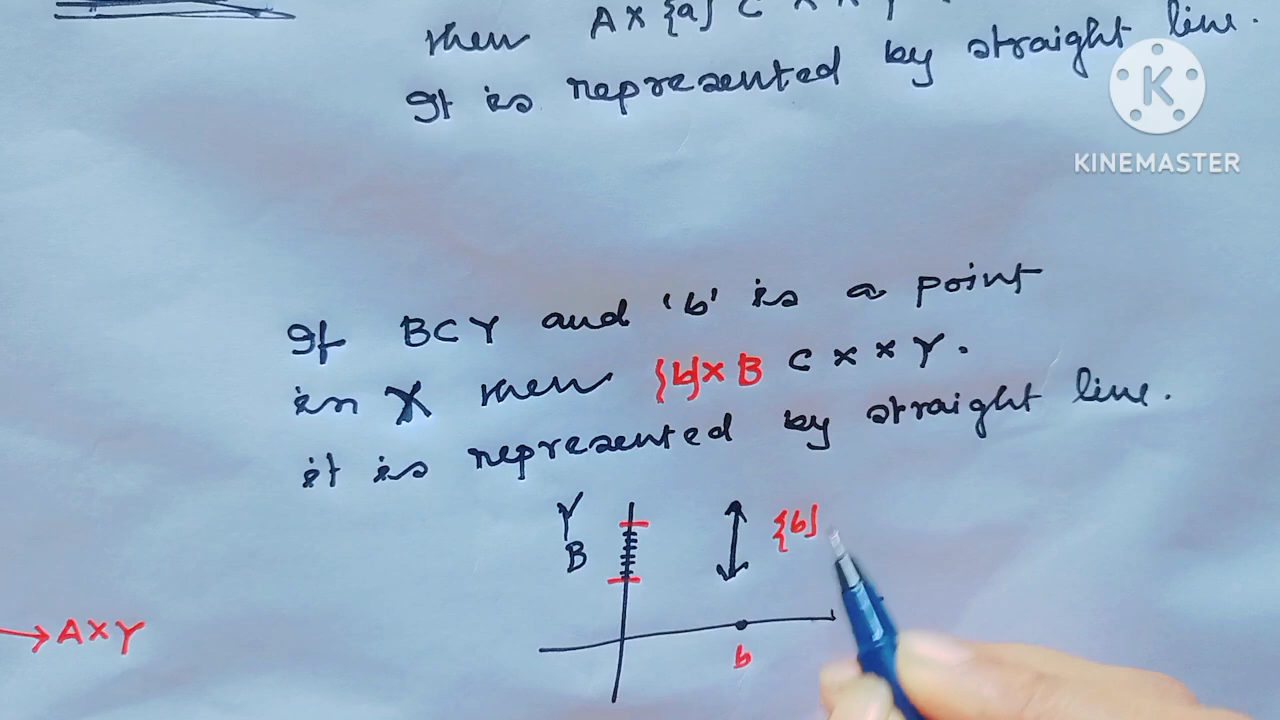 then A X {a} C X X Y.
It is represented by straight line.
KINEMASTER
If BCY and 'b' is a point
in X then {b}X B C X X Y.
it is represented by straight line.
Y
B
{b}
b
→ A X Y